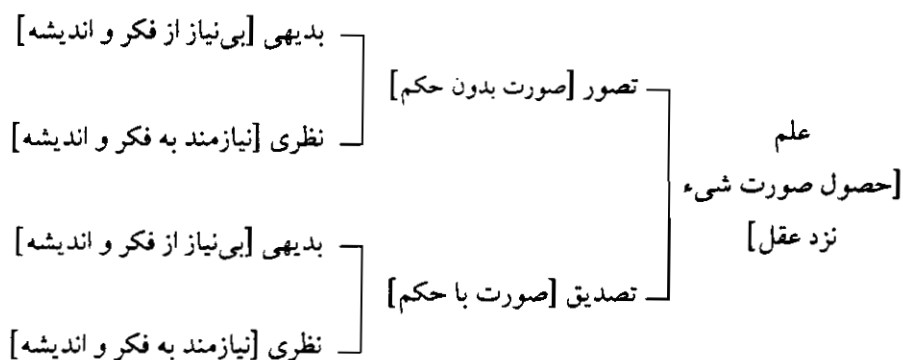 علم
[حصول صورت شیء
نزد عقل]
تصور [صورت بدون حکم]
بدیهی [بی‌نیاز از فکر و اندیشه]
نظری [نیازمند به فکر و اندیشه]
تصدیق [صورت با حکم]
بدیهی [بی‌نیاز از فکر و اندیشه]
نظری [نیازمند به فکر و اندیشه]